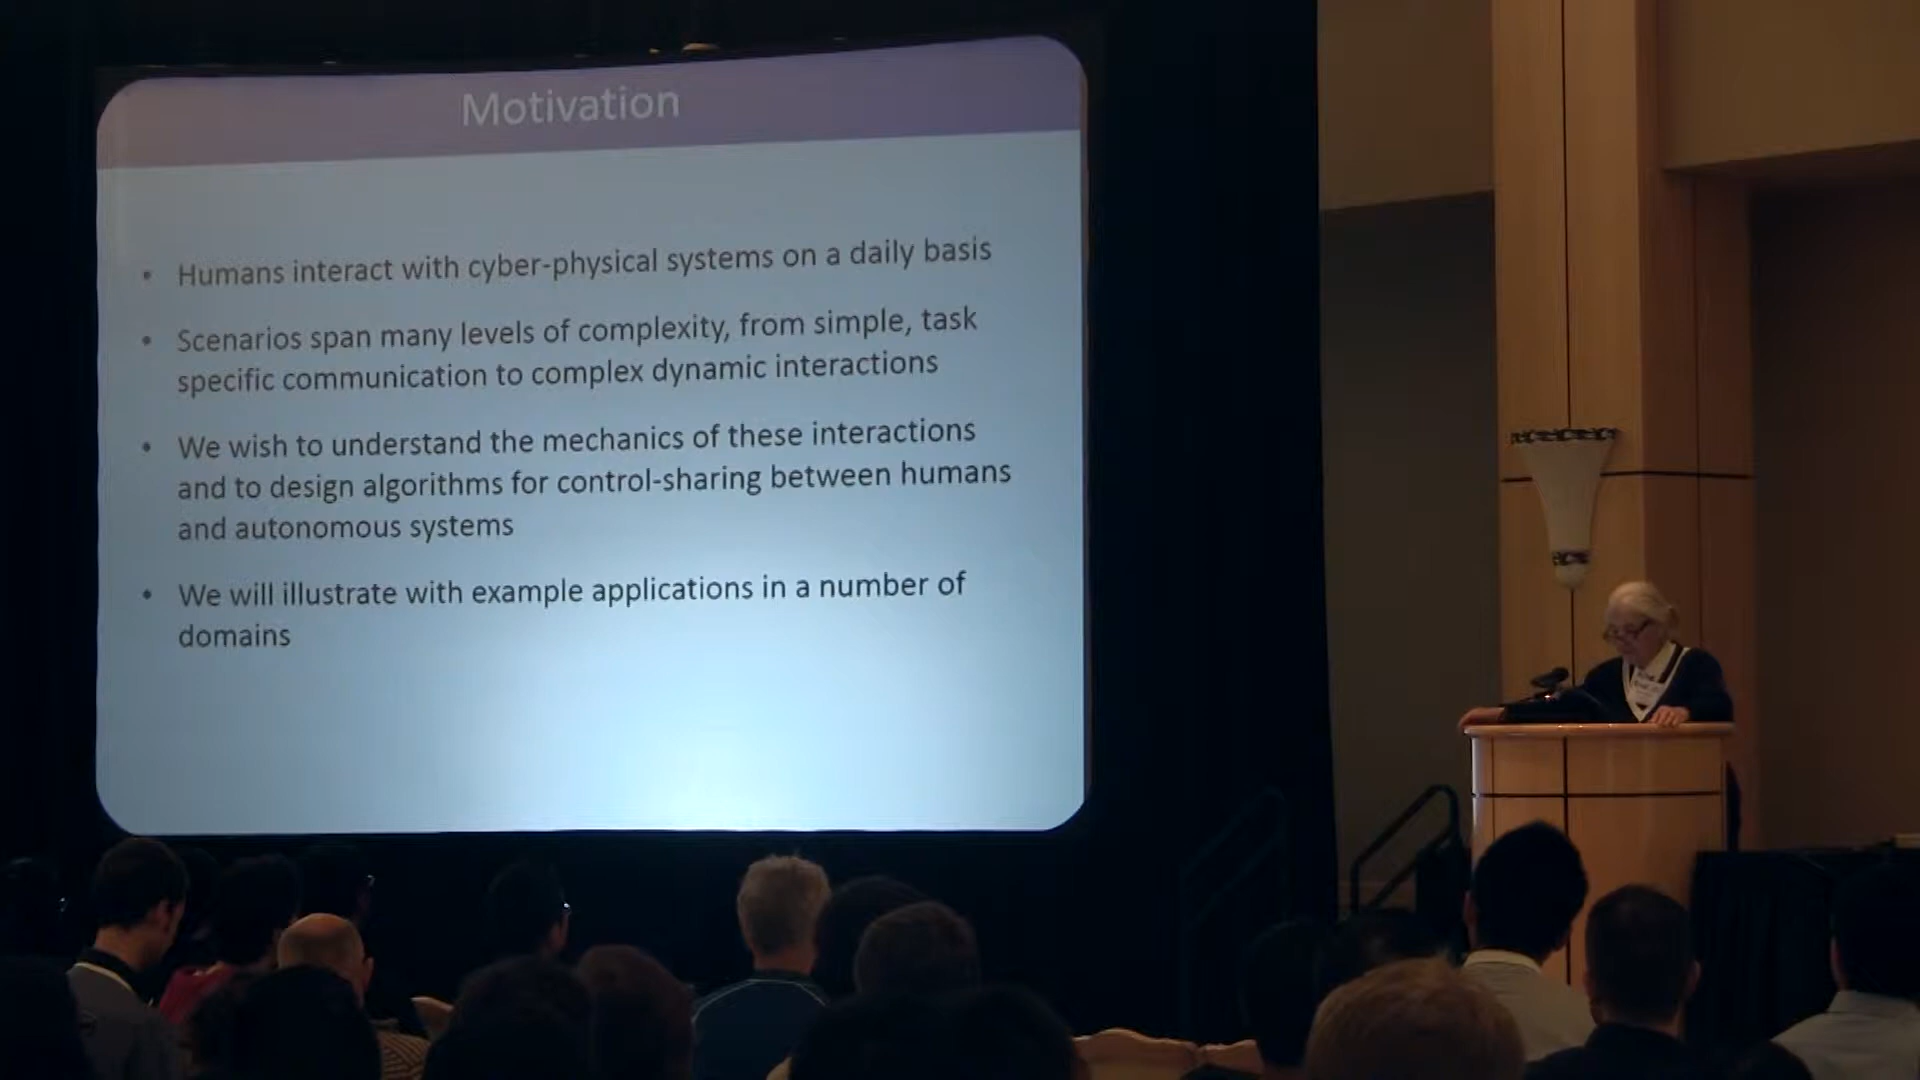 Motivation
• Humans interact with cyber-physical systems on a daily basis
• Scenarios span many levels of complexity, from simple, task
specific communication to complex dynamic interactions
• We wish to understand the mechanics of these interactions
and to design algorithms for control-sharing between humans
and autonomous systems
• We will illustrate with example applications in a number of
domains